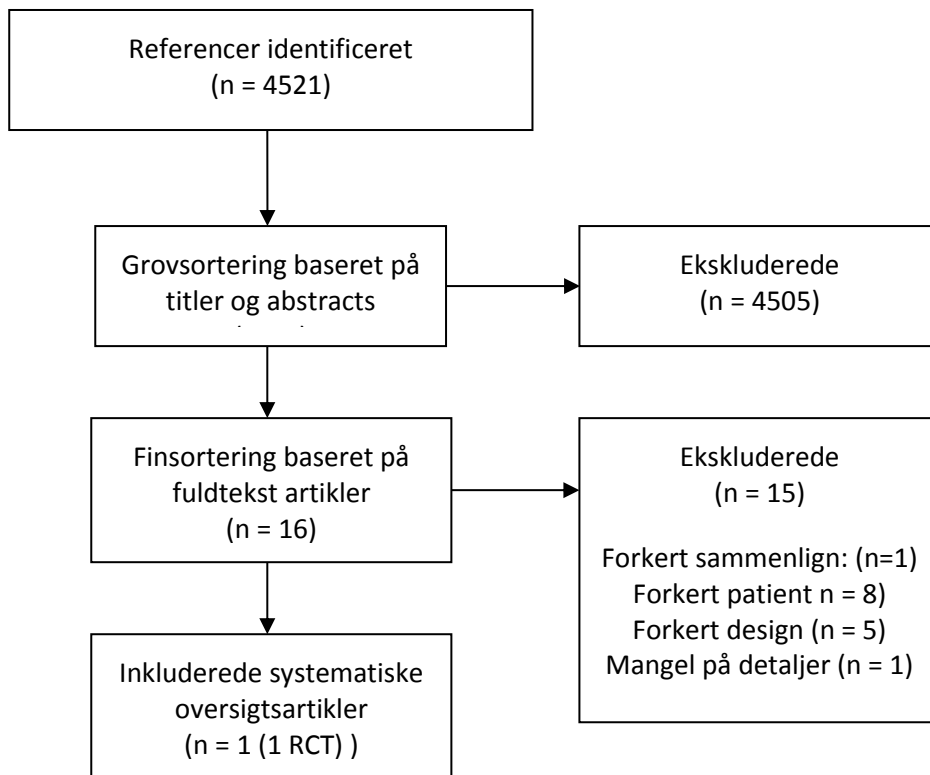 Referencer identificeret
(n = 4521)
Grovsortering baseret på
titler og abstracts
Ekskluderede
(n = 4505)
Finsortering baseret på
fuldtekst artikler
(n = 16)
Ekskluderede
(n = 15)
Forkert sammenlign: (n=1)
Forkert patient n = 8)
Forkert design (n = 5)
Mangel på detaljer (n = 1)
Inkluderede systematiske
oversigtsartikler
(n = 1 (1 RCT) )